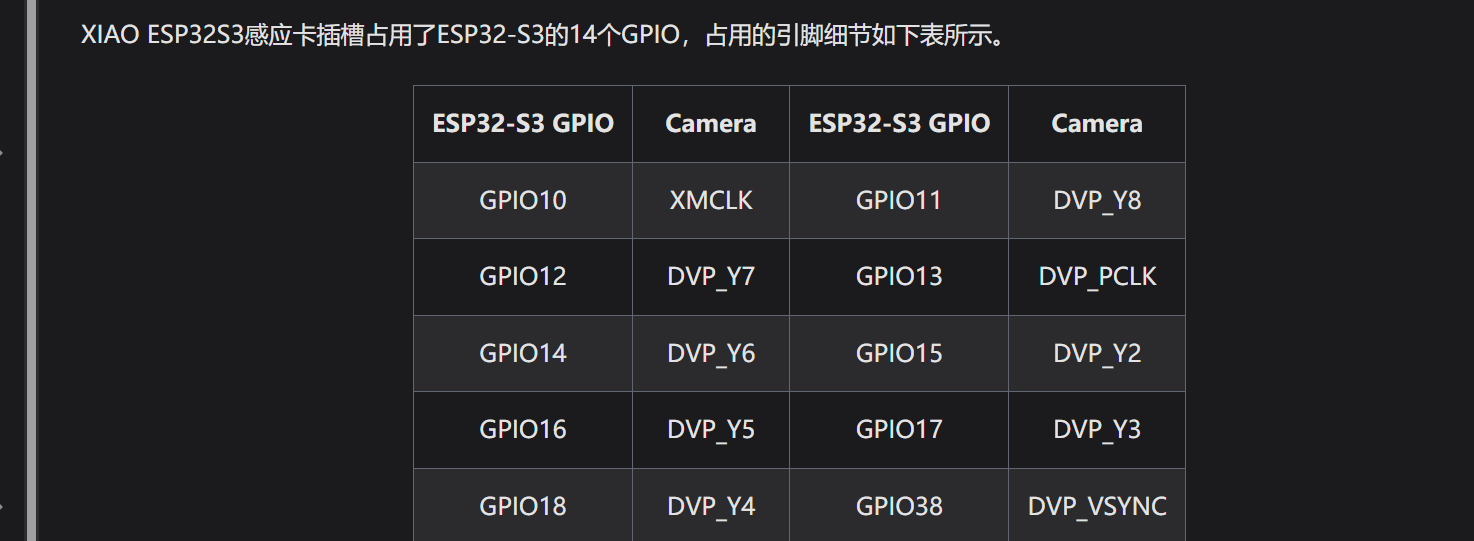 XIAO ESP32S3感应卡插槽占用了ESP32-S3的14个GPIO，占用的引脚细节如下表所示。
ESP32-S3 GPIO Camera ESP32-S3 GPIO Camera
GPIO10 XMCLK GPIO11 DVP_Y8
GPIO12 DVP_Y7 GPIO13 DVP_PCLK
GPIO14 DVP_Y6 GPIO15 DVP_Y2
GPIO16 DVP_Y5 GPIO17 DVP_Y3
GPIO18 DVP_Y4 GPIO38 DVP_VSYNC